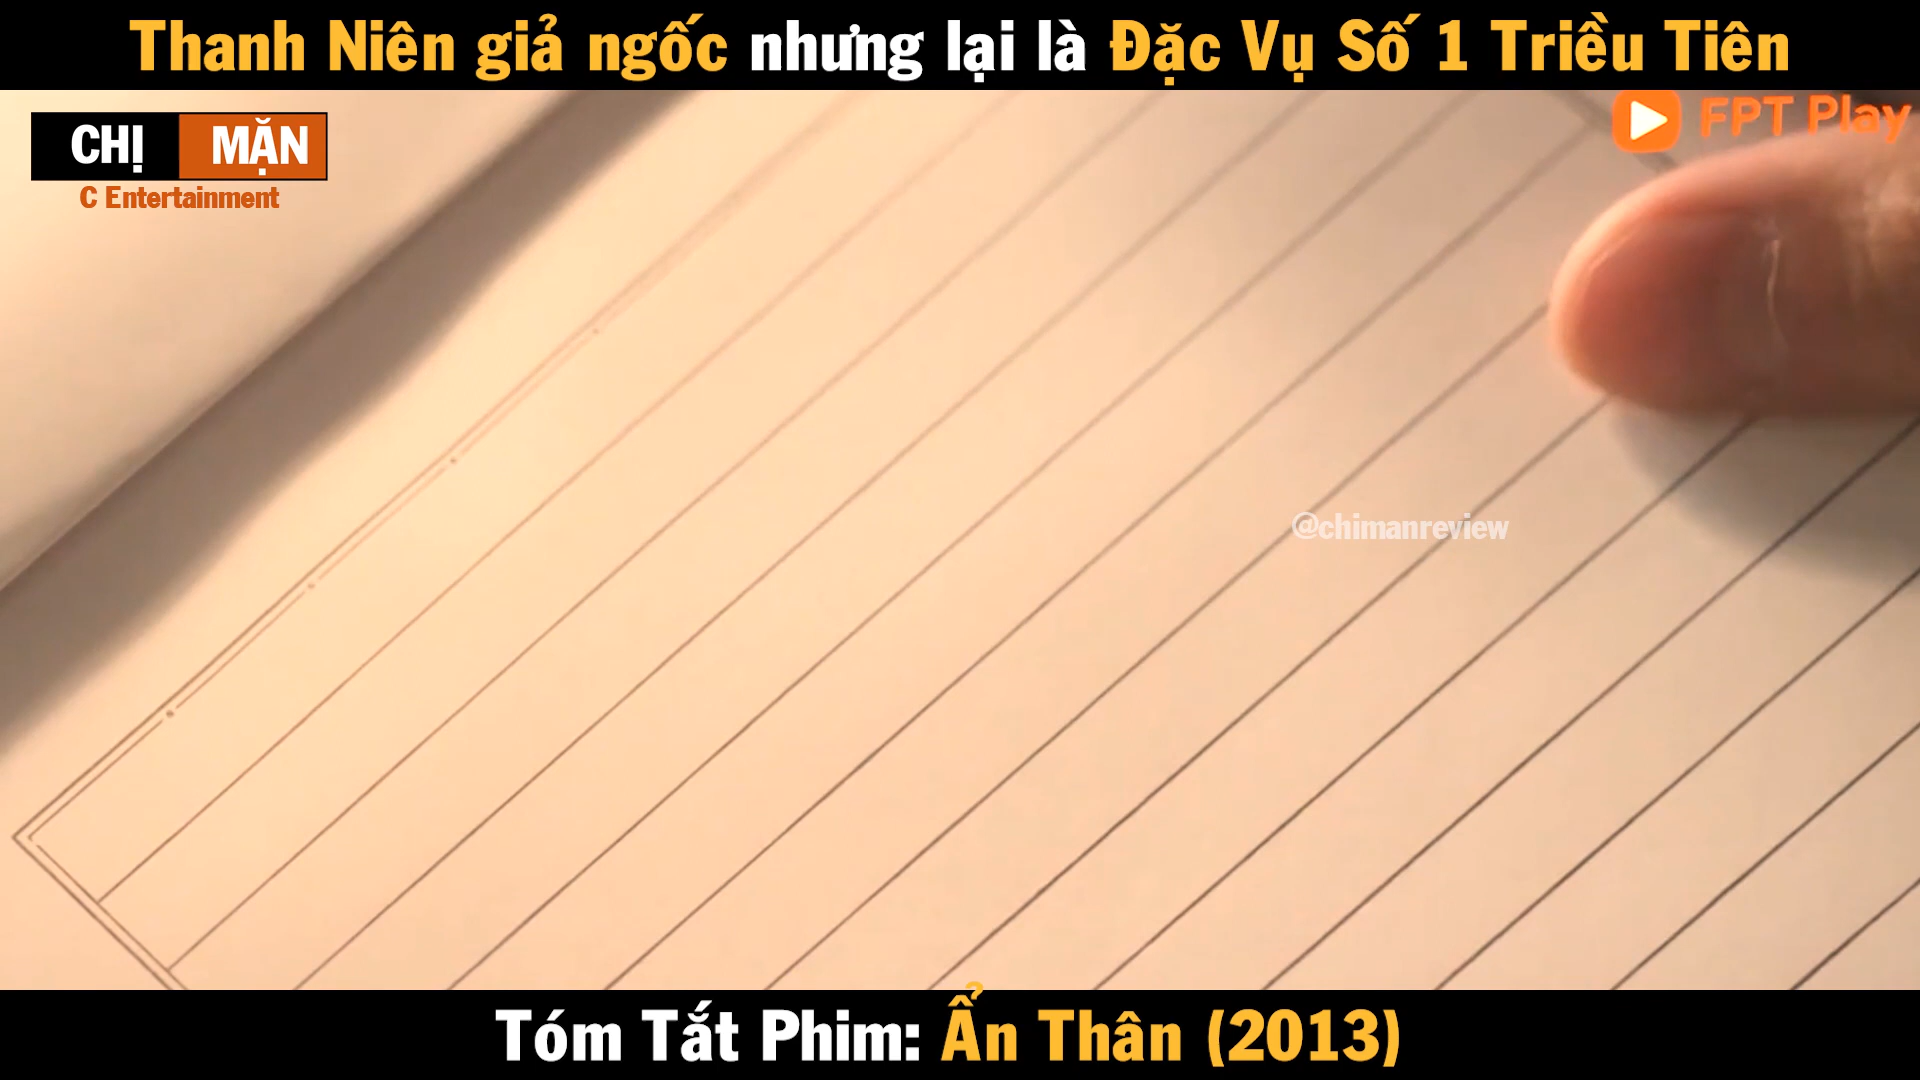 Thanh Niên giả ngốc nhưng lại là Đặc Vụ Số 1 Triều Tiên
CHỊ MẶN
C Entertainment
FPT Play
@chimanreview
Tóm Tắt Phim: Ẩn Thân (2013)